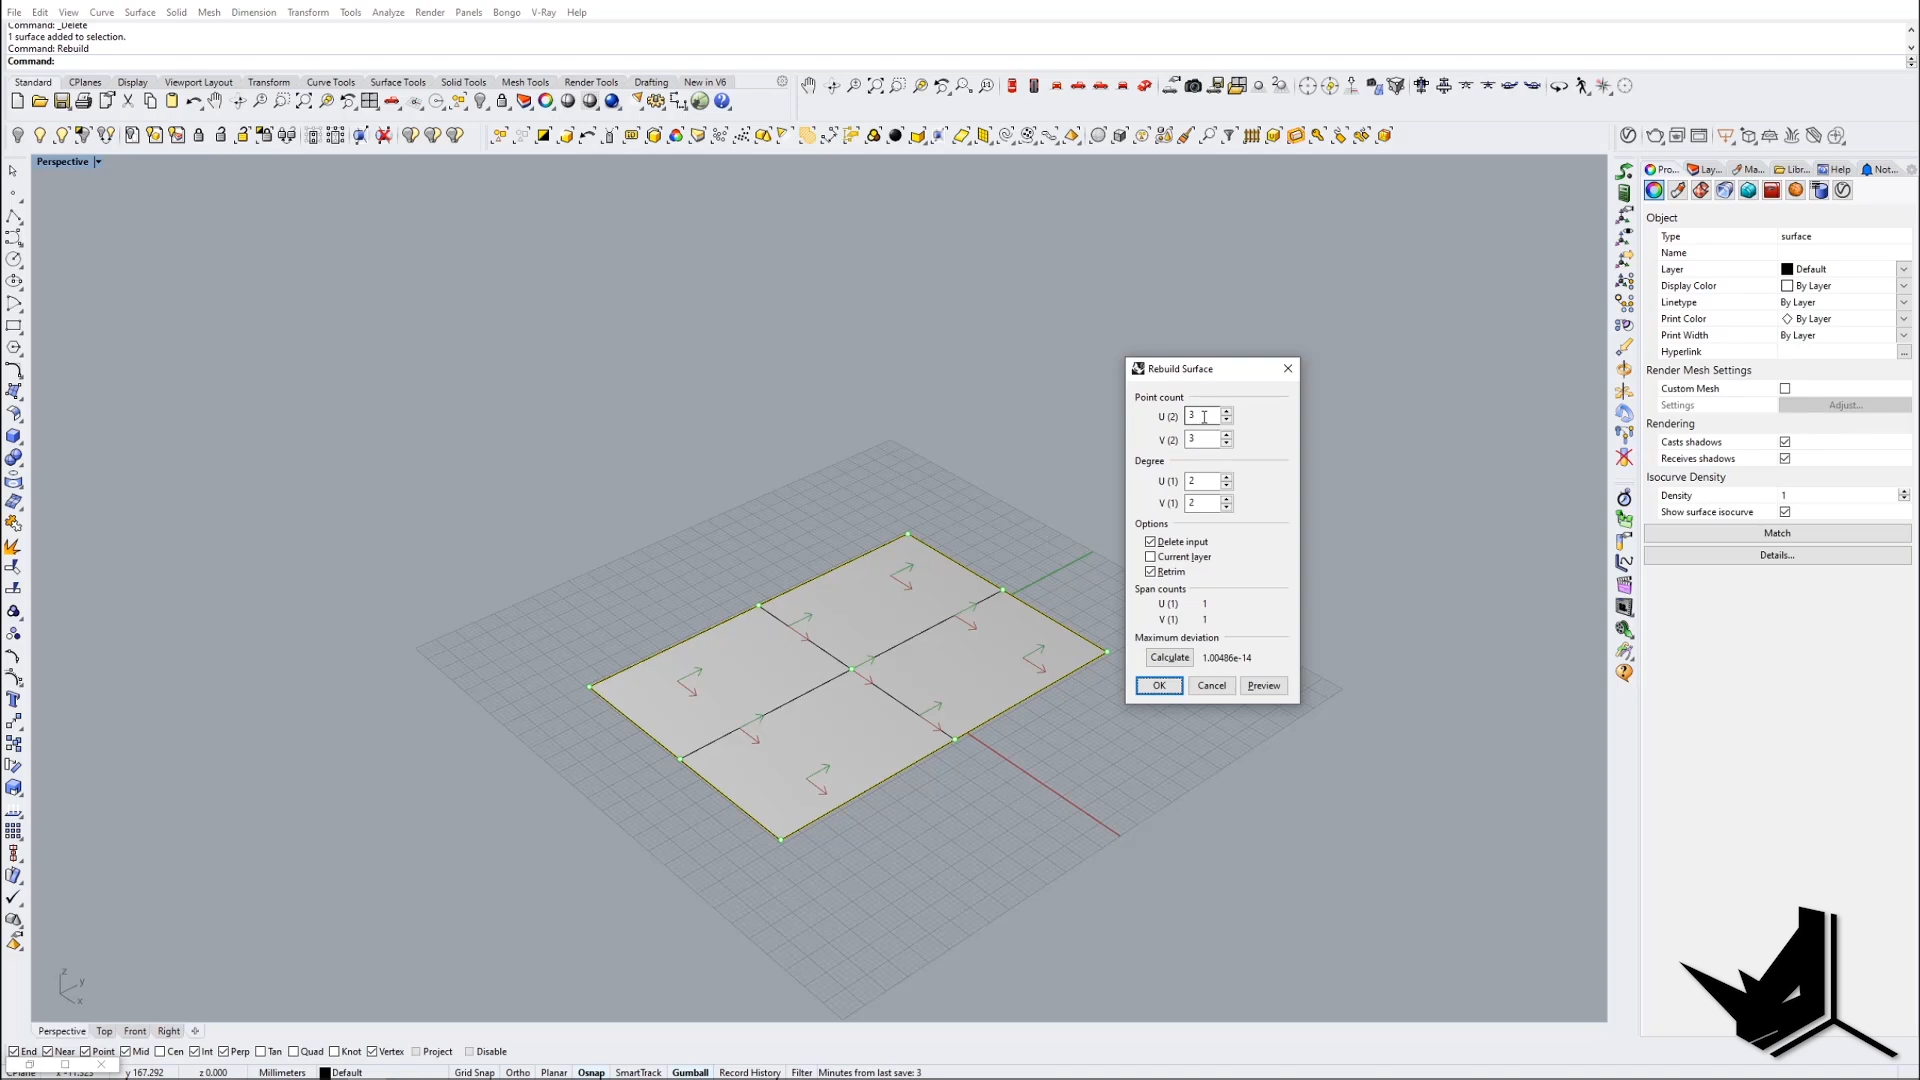 File Edit View Curve Surface Solid Mesh Dimension Transform Tools Analyze Render Panels Bongo V-Ray Help
Command: _Delete
1 surface added to selection.
Command: Rebuild
Command:
Standard CPlanes Display Viewport Layout Transform Curve Tools Surface Tools Solid Tools Mesh Tools Render Tools Drafting New in V6
Perspective
Pro... Lay... Ma... Libr... Help Not...
Object
Type surface
Name
Layer Default
Display Color By Layer
Linetype By Layer
Print Color By Layer
Print Width By Layer
Hyperlink ...
Render Mesh Settings
Custom Mesh
Settings Adjust...
Rendering
Casts shadows
Receives shadows
Isocurve Density
Density 1
Show surface isocurve
Match
Details...
Rebuild Surface
Point count
U (2) 3
V (2) 3
Degree
U (1) 2
V (1) 2
Options
Delete input
Current layer
Retrim
Span counts
U (1) 1
V (1) 1
Maximum deviation
Calculate 1.00486e-14
OK Cancel Preview
z
y
x
Perspective Top Front Right
End Near Point Mid Cen Int Perp Tan Quad Knot Vertex Project Disable
CPlane y 167.292 z 0.000 Millimeters Default Grid Snap Ortho Planar Osnap SmartTrack Gumball Record History Filter Minutes from last save: 3